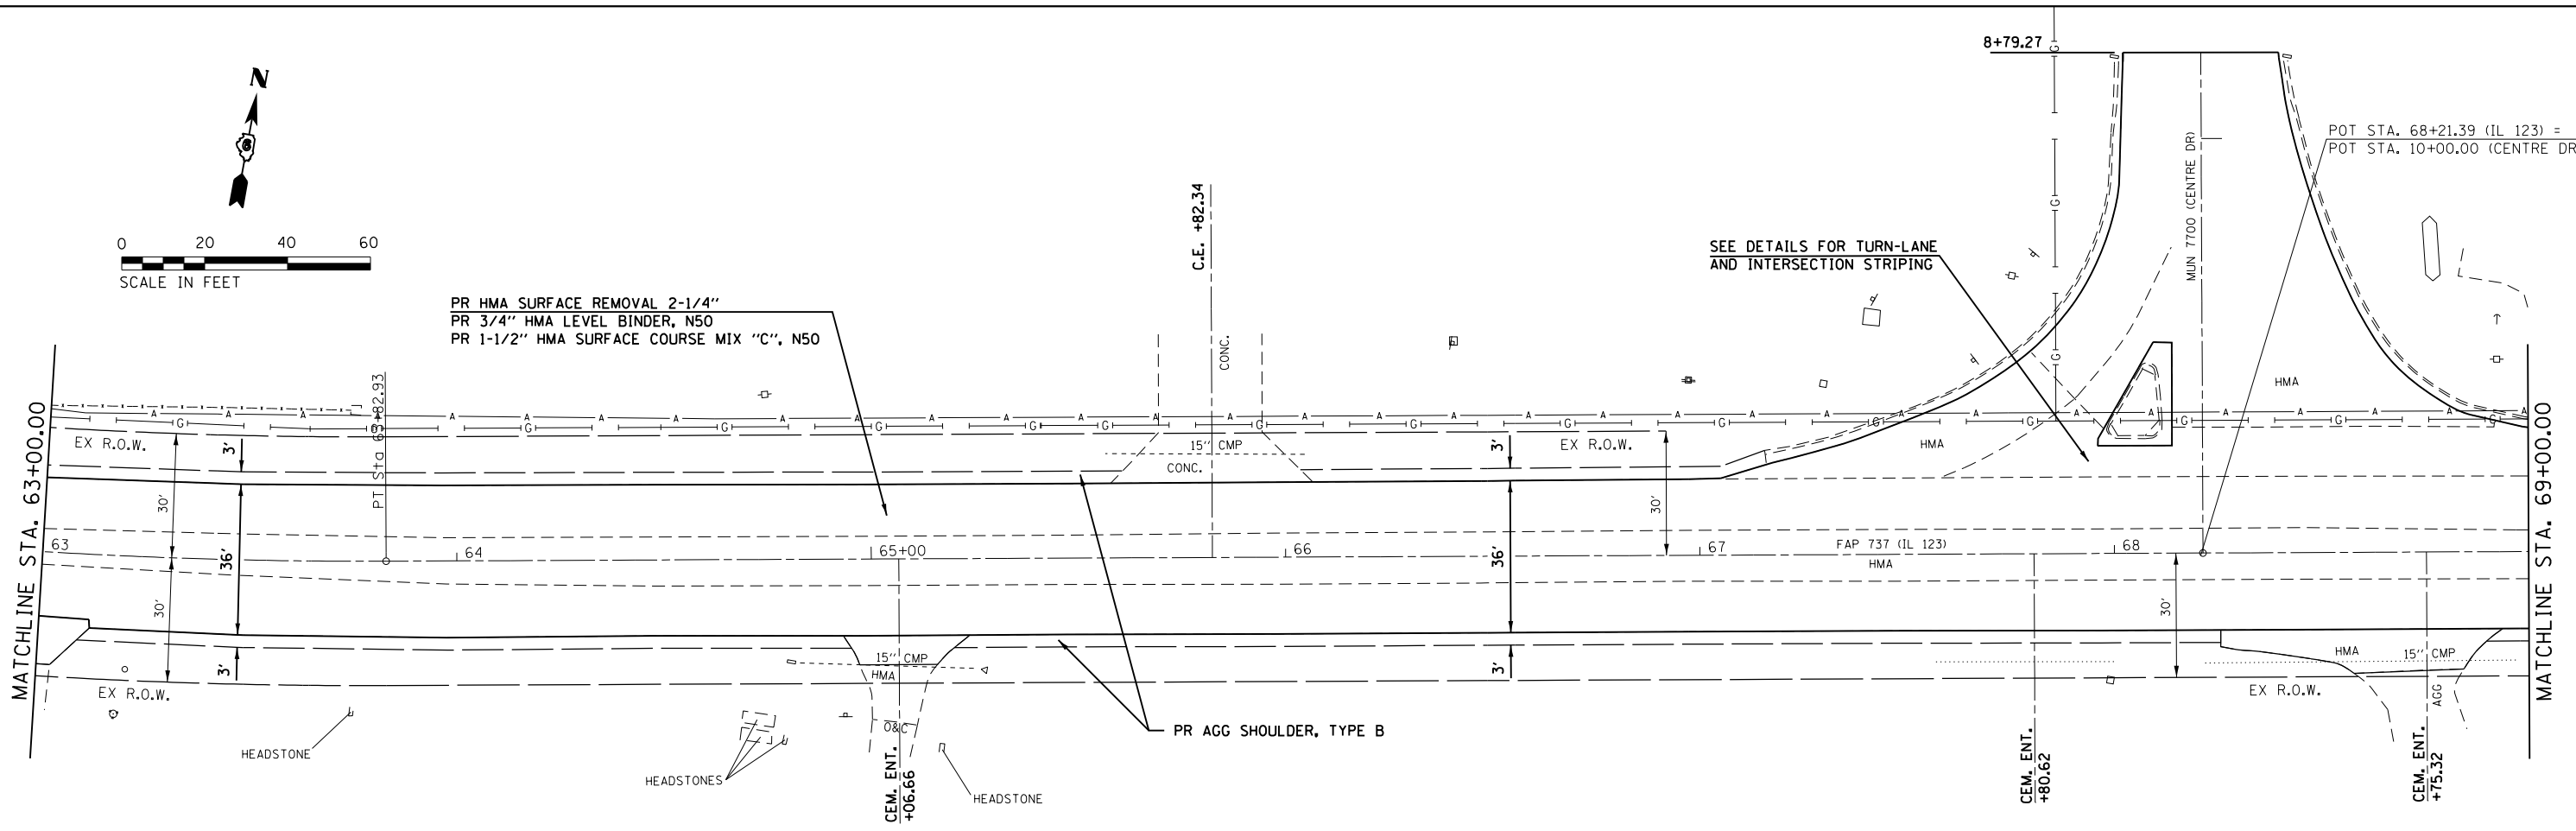 8+79.27
N
6
0 20 40 60
SCALE IN FEET
POT STA. 68+21.39 (IL 123) =
POT STA. 10+00.00 (CENTRE DR
MUN 7700 (CENTRE DR)
C.E. +82.34
SEE DETAILS FOR TURN-LANE
AND INTERSECTION STRIPING
PR HMA SURFACE REMOVAL 2-1/4"
PR 3/4" HMA LEVEL BINDER, N50
PR 1-1/2" HMA SURFACE COURSE MIX "C", N50
CONC.
PT Sta 63+82.93
HMA
A A A A A A A A A A A A A A A A A A A A A A A A A A A A A A A A
G G G G G G G G G G G G G G G G
EX R.O.W.
3'
15" CMP
CONC.
3'
EX R.O.W.
HMA
30'
30'
MATCHLINE STA. 63+00.00
MATCHLINE STA. 69+00.00
63
64
65+00
66
67
FAP 737 (IL 123)
68
HMA
36'
36'
30'
30'
15" CMP
HMA
3'
3'
HMA
15" CMP
EX R.O.W.
EX R.O.W.
AGG
O&C
PR AGG SHOULDER, TYPE B
HEADSTONE
HEADSTONES
HEADSTONE
CEM. ENT.
+06.66
CEM. ENT.
+80.62
CEM. ENT.
+75.32